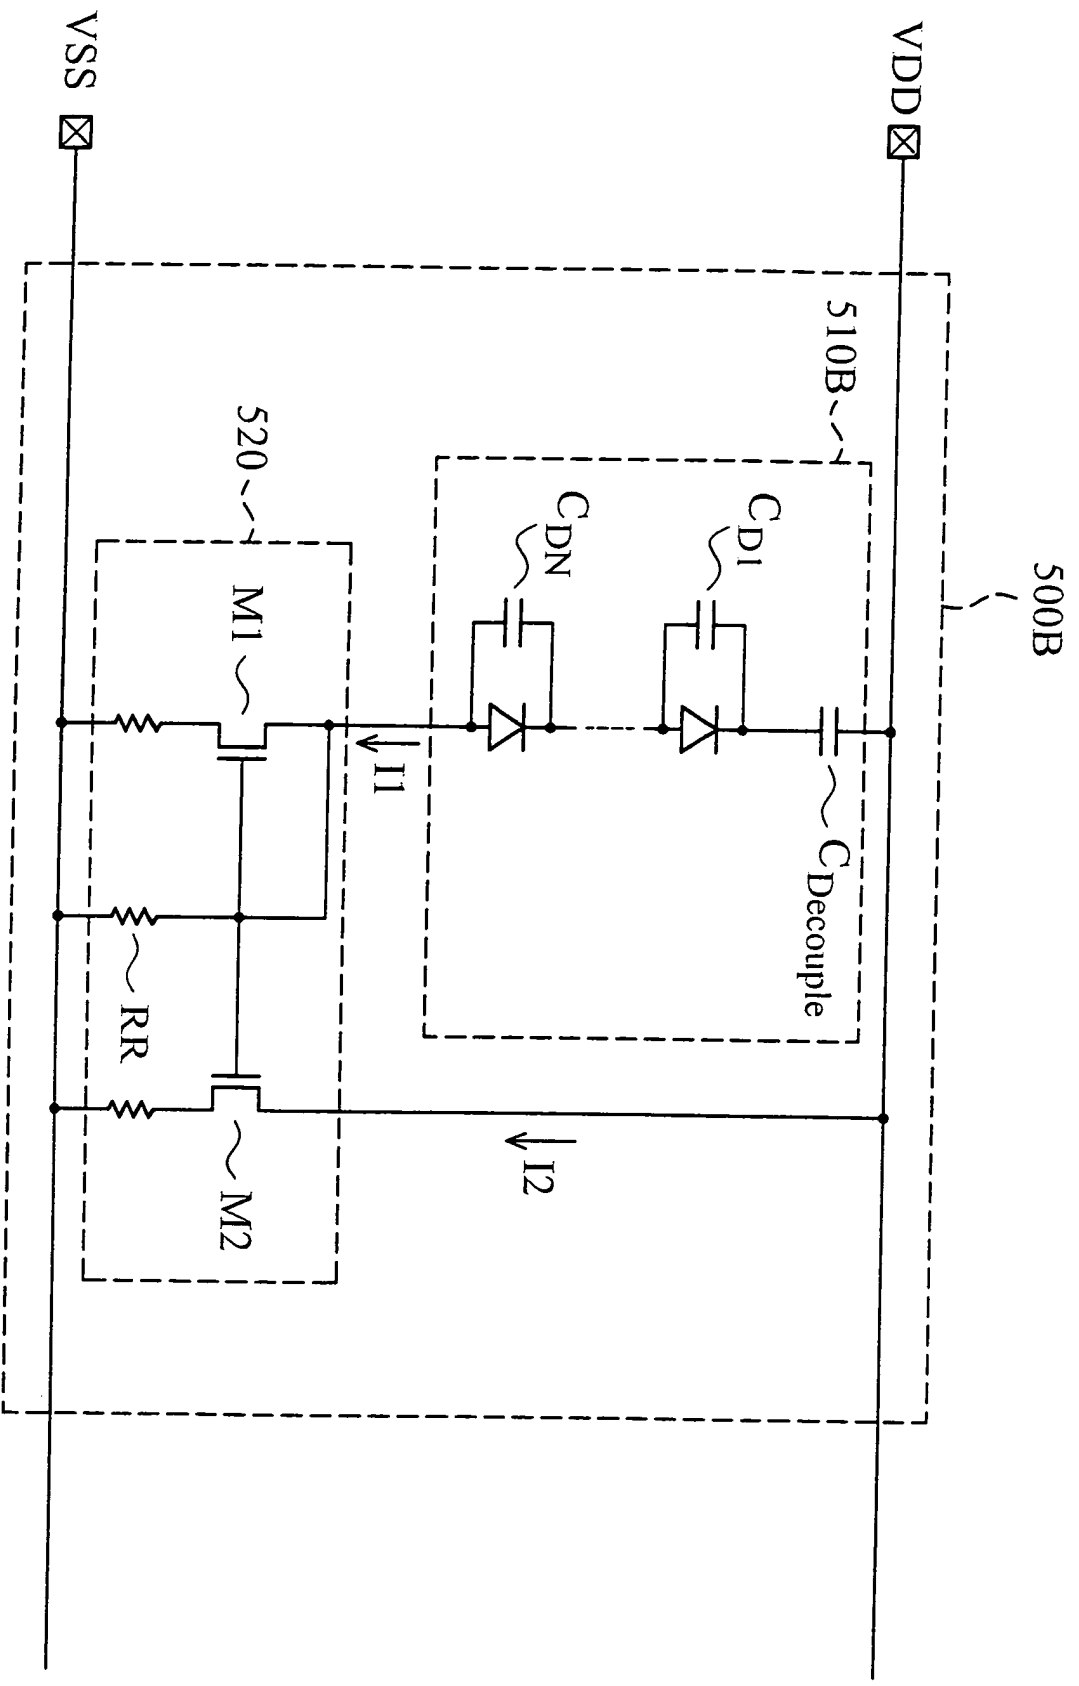 500B
VDD
510B
C_Decouple
C_D1
C_DN
I1
I2
520
M1
RR
M2
VSS